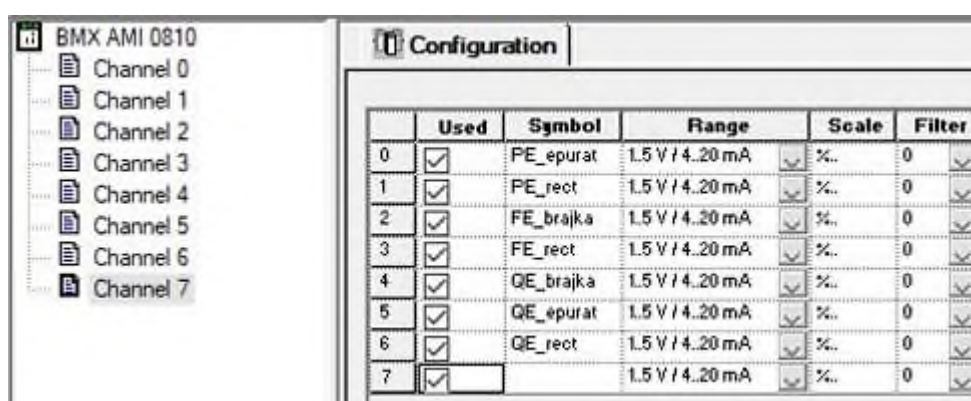 BMX AMI 0810
Channel 0
Channel 1
Channel 2
Channel 3
Channel 4
Channel 5
Channel 6
Channel 7
Configuration
Used Symbol Range Scale Filter
0 PE_epurat 1..5 V / 4..20 mA %.. 0
1 PE_rect 1..5 V / 4..20 mA %.. 0
2 FE_brajka 1..5 V / 4..20 mA %.. 0
3 FE_rect 1..5 V / 4..20 mA %.. 0
4 QE_brajka 1..5 V / 4..20 mA %.. 0
5 QE_epurat 1..5 V / 4..20 mA %.. 0
6 QE_rect 1..5 V / 4..20 mA %.. 0
7 1..5 V / 4..20 mA %.. 0